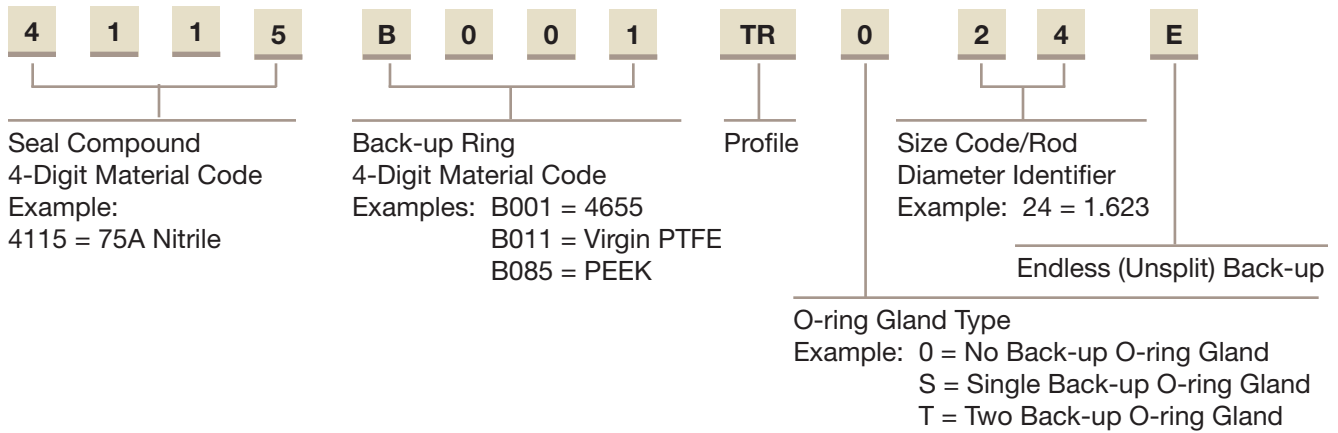 4 1 1 5 B 0 0 1 TR 0 2 4 E
Seal Compound
4-Digit Material Code
Example:
4115 = 75A Nitrile
Back-up Ring
4-Digit Material Code
Examples: B001 = 4655
B011 = Virgin PTFE
B085 = PEEK
Profile
Size Code/Rod
Diameter Identifier
Example: 24 = 1.623
Endless (Unsplit) Back-up
O-ring Gland Type
Example: 0 = No Back-up O-ring Gland
S = Single Back-up O-ring Gland
T = Two Back-up O-ring Gland